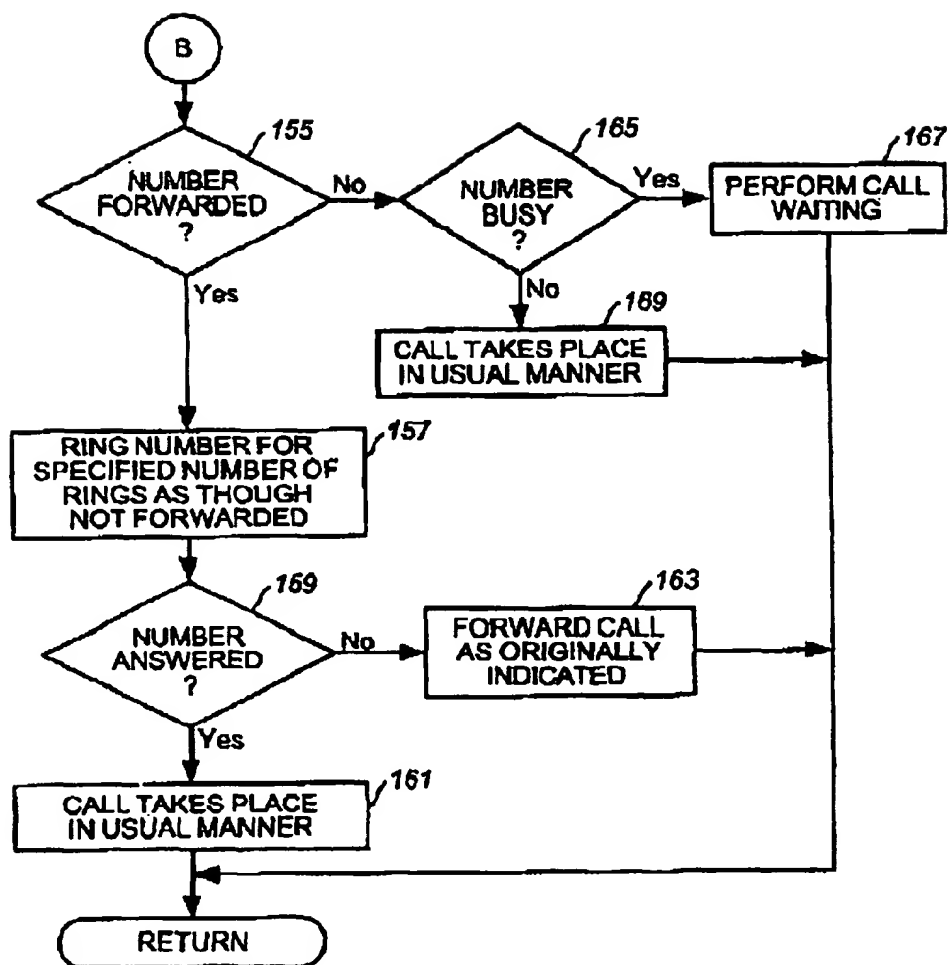 B
155
NUMBER
FORWARDED
?
No
Yes
165
NUMBER
BUSY
?
Yes
No
167
PERFORM CALL
WAITING
169
CALL TAKES PLACE
IN USUAL MANNER
157
RING NUMBER FOR
SPECIFIED NUMBER OF
RINGS AS THOUGH
NOT FORWARDED
159
NUMBER
ANSWERED
?
No
Yes
163
FORWARD CALL
AS ORIGINALLY
INDICATED
161
CALL TAKES PLACE
IN USUAL MANNER
RETURN